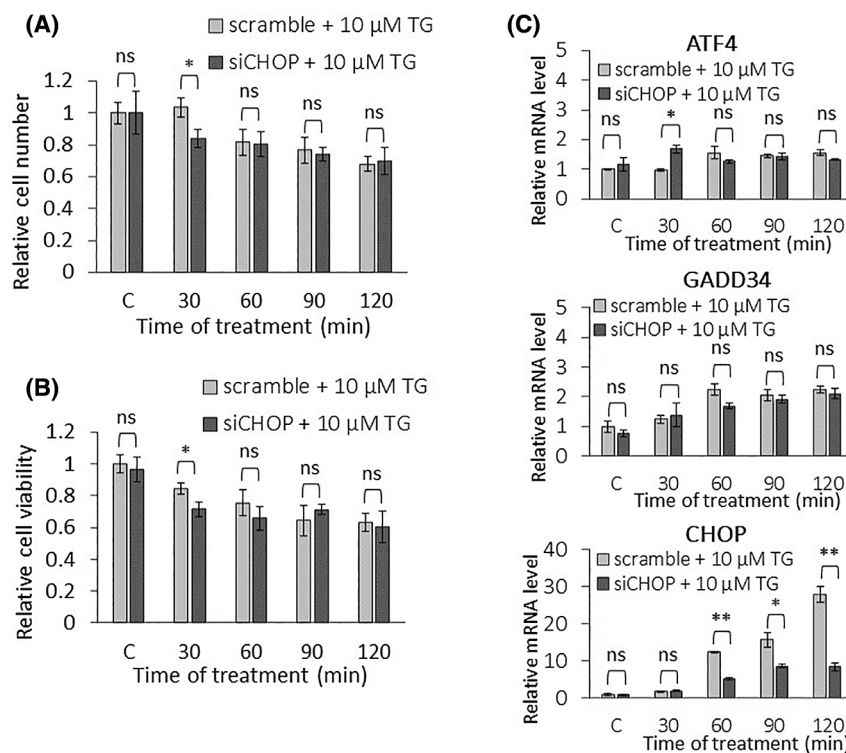 (A)
scramble + 10 µM TG
siCHOP + 10 µM TG
ns * ns ns ns
Relative cell number
1.2
1
0.8
0.6
0.4
0.2
0
C 30 60 90 120
Time of treatment (min)
(B)
scramble + 10 µM TG
siCHOP + 10 µM TG
ns * ns ns ns
Relative cell viability
1.2
1
0.8
0.6
0.4
0.2
0
C 30 60 90 120
Time of treatment (min)
(C)
ATF4
scramble + 10 µM TG
siCHOP + 10 µM TG
ns * ns ns ns
Relative mRNA level
5
4
3
2
1
0
C 30 60 90 120
Time of treatment (min)
GADD34
scramble + 10 µM TG
siCHOP + 10 µM TG
ns ns ns ns ns
Relative mRNA level
5
4
3
2
1
0
C 30 60 90 120
Time of treatment (min)
CHOP
scramble + 10 µM TG
siCHOP + 10 µM TG
ns ns ** * **
Relative mRNA level
40
30
20
10
0
C 30 60 90 120
Time of treatment (min)